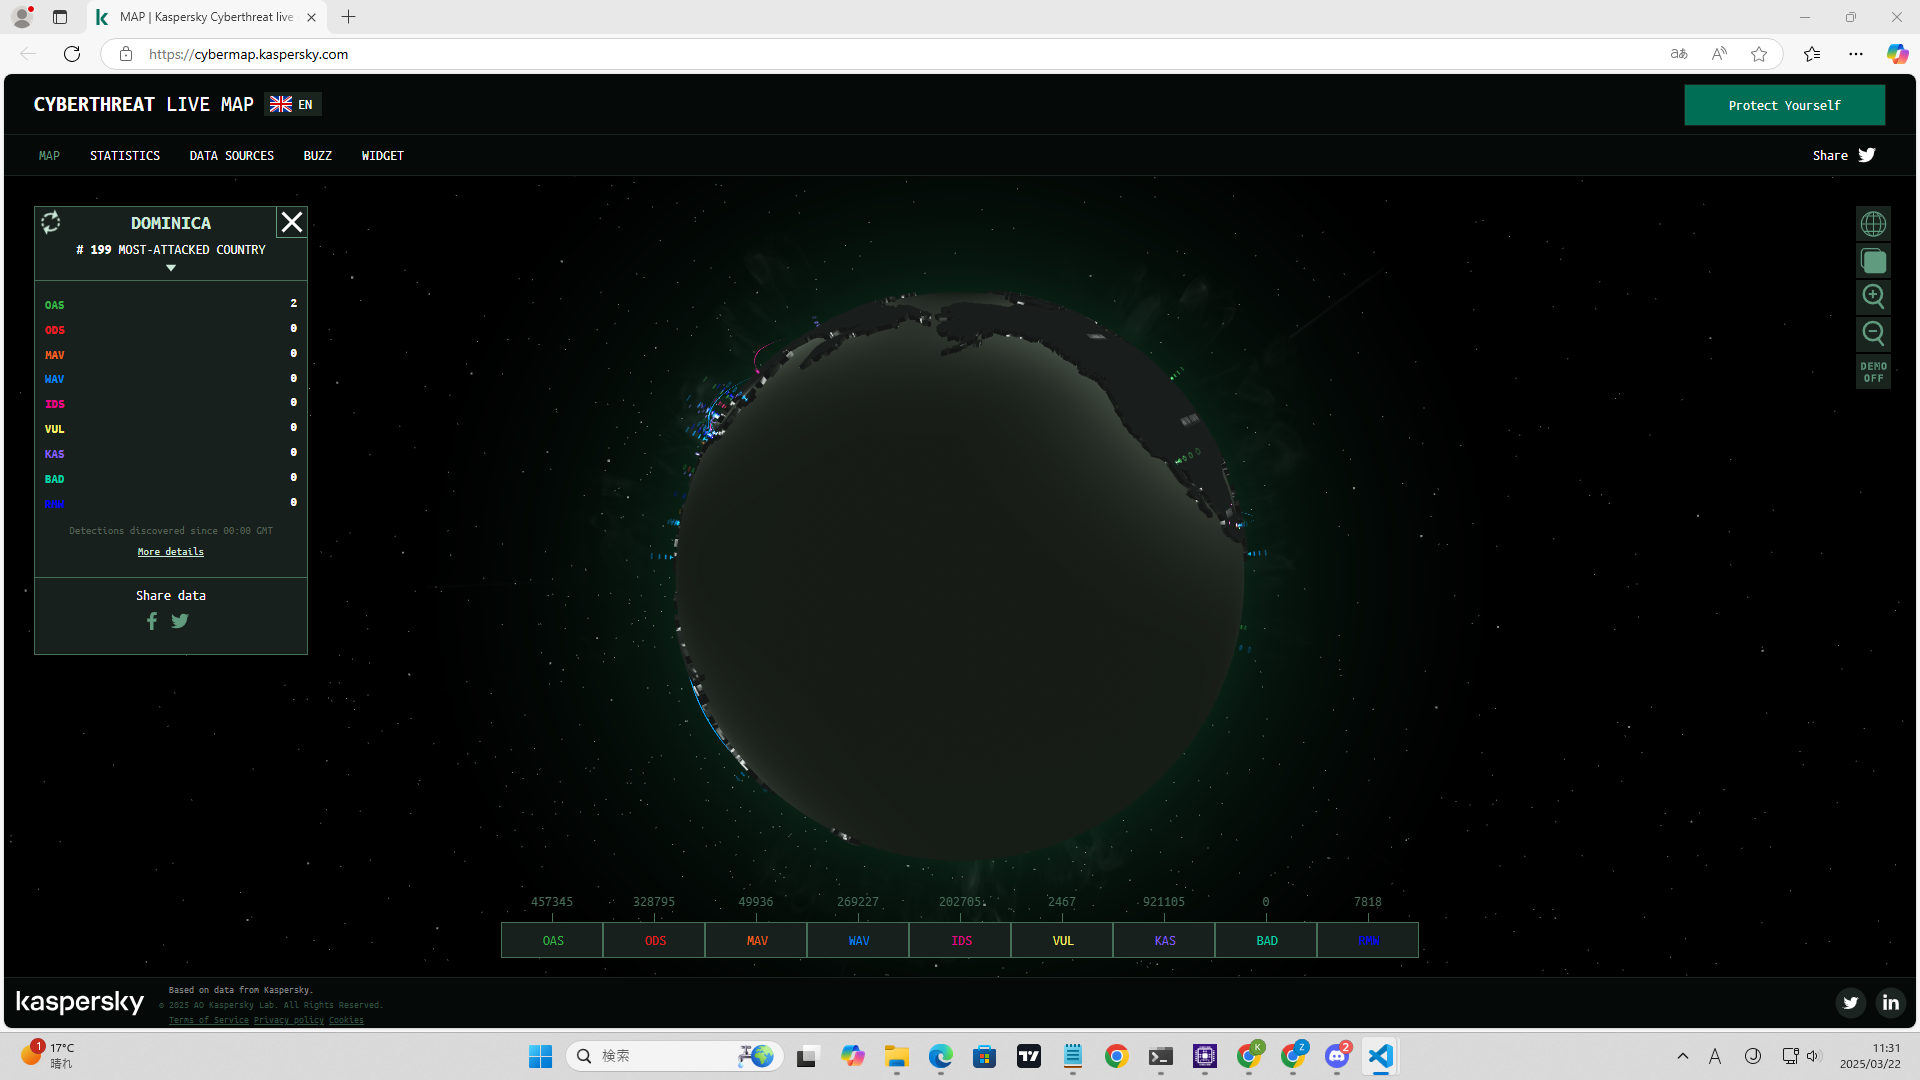 MAP | Kaspersky Cyberthreat live
https://cybermap.kaspersky.com
CYBERTHREAT LIVE MAP EN
Protect Yourself
MAP STATISTICS DATA SOURCES BUZZ WIDGET
Share
DOMINICA
# 199 MOST-ATTACKED COUNTRY
OAS 2
ODS 0
MAV 0
WAV 0
IDS 0
VUL 0
KAS 0
BAD 0
RMW 0
Detections discovered since 00:00 GMT
More details
Share data
DEMO
OFF
457345 328795 49936 269227 202705 2467 921105 0 7818
OAS ODS MAV WAV IDS VUL KAS BAD RMW
kaspersky
Based on data from Kaspersky.
© 2025 AO Kaspersky Lab. All Rights Reserved.
Terms of Service Privacy policy Cookies
1
17°C
晴れ
検索
K
Z
2
A
11:31
2025/03/22